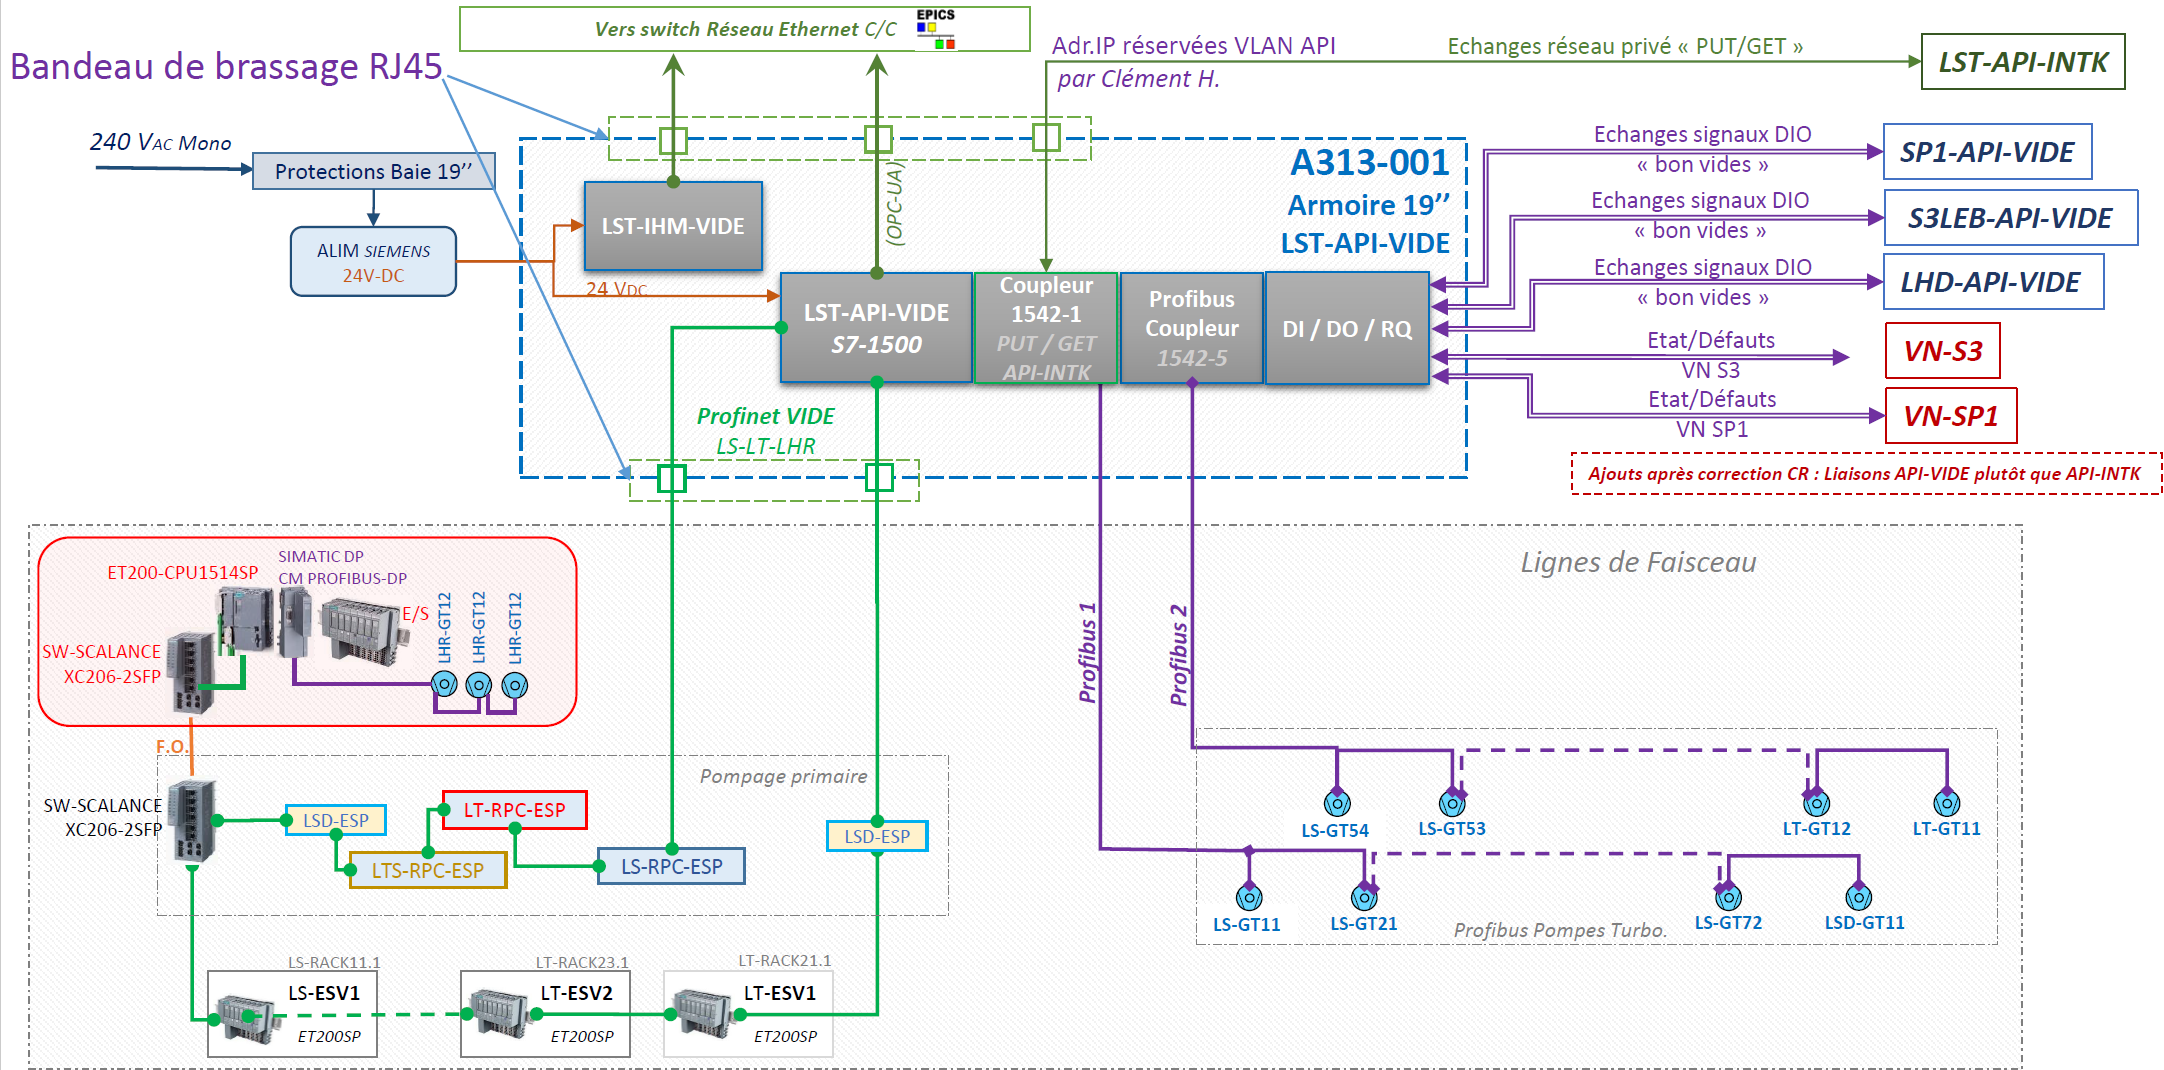 Vers switch Réseau Ethernet C/C
EPICS
Bandeau de brassage RJ45
Adr.IP réservées VLAN API
par Clément H.
Echanges réseau privé « PUT/GET »
LST-API-INTK
240 VAC Mono
Protections Baie 19’’
ALIM SIEMENS
24V-DC
24 VDC
LST-IHM-VIDE
(OPC-UA)
A313-001
Armoire 19’’
LST-API-VIDE
LST-API-VIDE
S7-1500
Coupleur
1542-1
PUT / GET
API-INTK
Profibus
Coupleur
1542-5
DI / DO / RQ
Echanges signaux DIO
« bon vides »
SP1-API-VIDE
Echanges signaux DIO
« bon vides »
S3LEB-API-VIDE
Echanges signaux DIO
« bon vides »
LHD-API-VIDE
Etat/Défauts
VN S3
VN-S3
Etat/Défauts
VN SP1
VN-SP1
Ajouts après correction CR : Liaisons API-VIDE plutôt que API-INTK
Profinet VIDE
LS-LT-LHR
Lignes de Faisceau
ET200-CPU1514SP
SIMATIC DP
CM PROFIBUS-DP
E/S
LHR-GT12
LHR-GT12
LHR-GT12
SW-SCALANCE
XC206-2SFP
F.O.
Profibus 1
Profibus 2
Pompage primaire
SW-SCALANCE
XC206-2SFP
LSD-ESP
LT-RPC-ESP
LTS-RPC-ESP
LS-RPC-ESP
LSD-ESP
LS-GT54
LS-GT53
LT-GT12
LT-GT11
LS-GT11
LS-GT21
LS-GT72
LSD-GT11
Profibus Pompes Turbo.
LS-RACK11.1
LS-ESV1
ET200SP
LT-RACK23.1
LT-ESV2
ET200SP
LT-RACK21.1
LT-ESV1
ET200SP